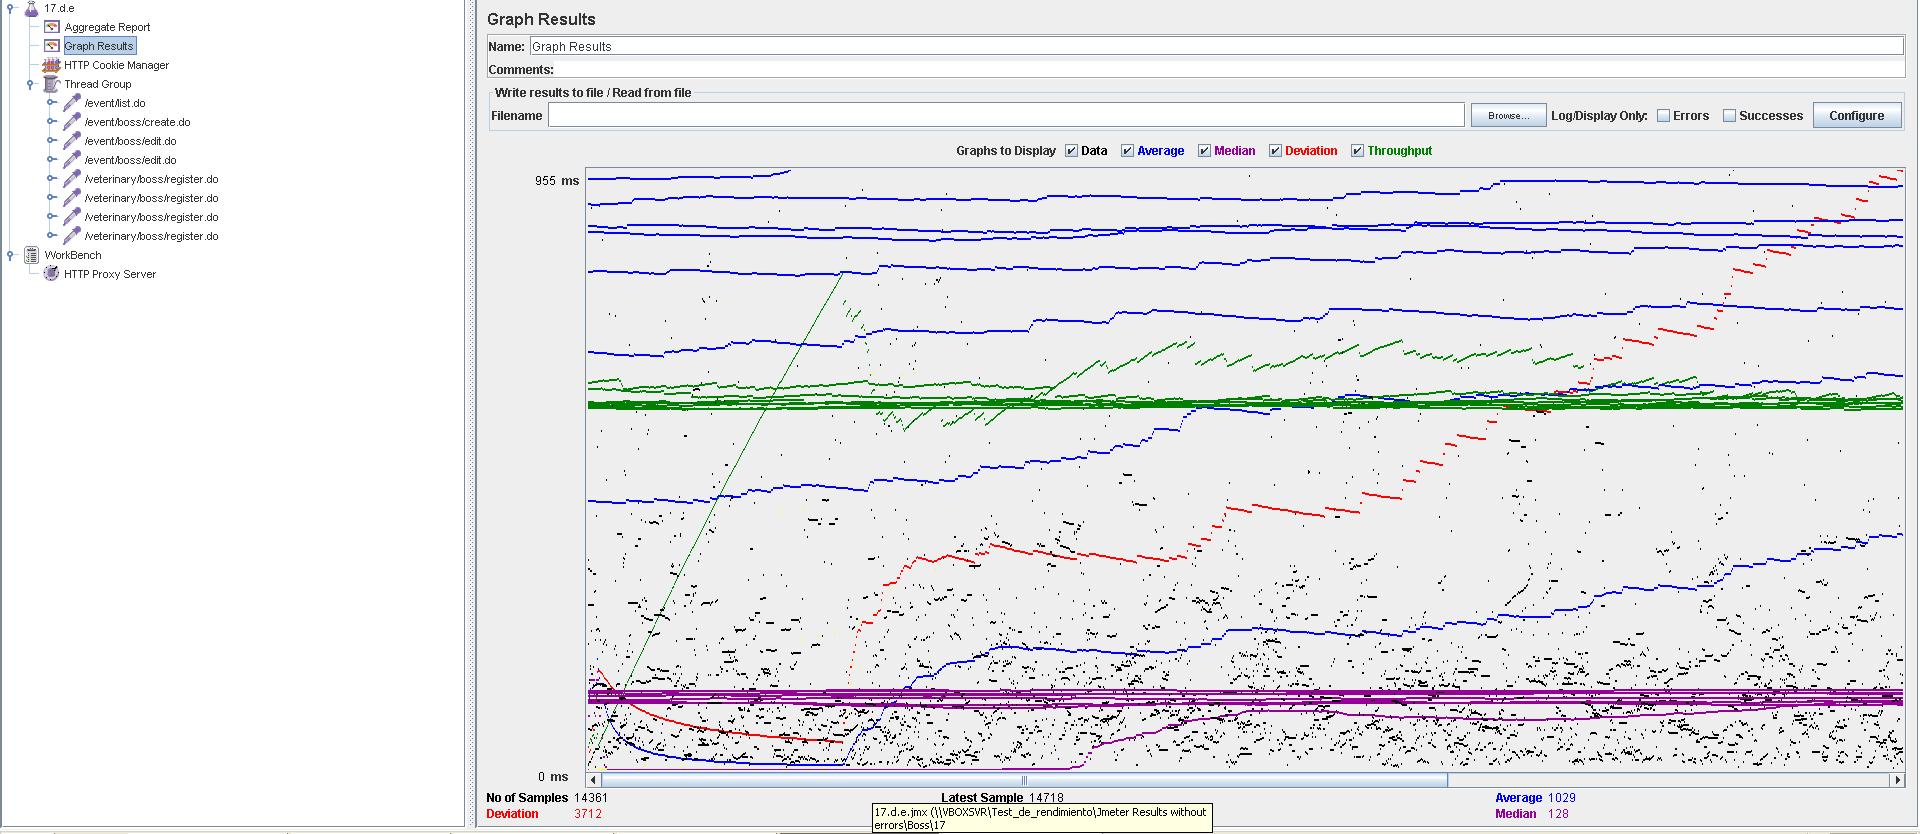 17.d.e
Aggregate Report
Graph Results
HTTP Cookie Manager
Thread Group
/event/list.do
/event/boss/create.do
/event/boss/edit.do
/event/boss/edit.do
/veterinary/boss/register.do
/veterinary/boss/register.do
/veterinary/boss/register.do
/veterinary/boss/register.do
WorkBench
HTTP Proxy Server
Graph Results
Name: Graph Results
Comments:
Write results to file / Read from file
Filename Browse... Log/Display Only: Errors Successes Configure
Graphs to Display Data Average Median Deviation Throughput
955 ms
0 ms
No of Samples 14361 Latest Sample 14718 Average 1029
Deviation 3712 Median 128
17.d.e.jmx (\\VBOXSVR\Test_de_rendimiento\Jmeter Results without
errors\Boss\17